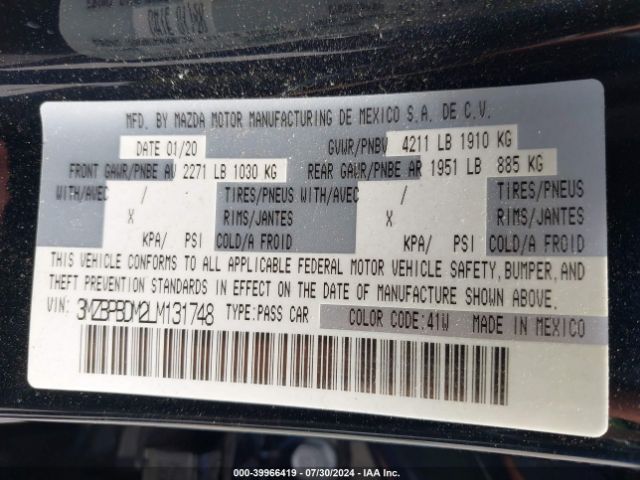 MFD. BY MAZDA MOTOR MANUFACTURING DE MEXICO S.A. DE C.V.
DATE 01/20 GVWR/PNBV 4211 LB 1910 KG
FRONT GAWR/PNBE AV 2271 LB 1030 KG REAR GAWR/PNBE AR 1951 LB 885 KG
WITH/AVEC / TIRES/PNEUS WITH/AVEC / TIRES/PNEUS
X RIMS/JANTES X RIMS/JANTES
KPA/ PSI COLD/A FROID KPA/ PSI COLD/A FROID
THIS VEHICLE CONFORMS TO ALL APPLICABLE FEDERAL MOTOR VEHICLE SAFETY, BUMPER, AND
THEFT PREVENTION STANDARDS IN EFFECT ON THE DATE OF MANUFACTURE SHOWN ABOVE.
VIN: 3MZBPBDM2LM131748 TYPE:PASS CAR COLOR CODE:41W MADE IN MEXICO
000-39966419 - 07/30/2024 - IAA Inc.